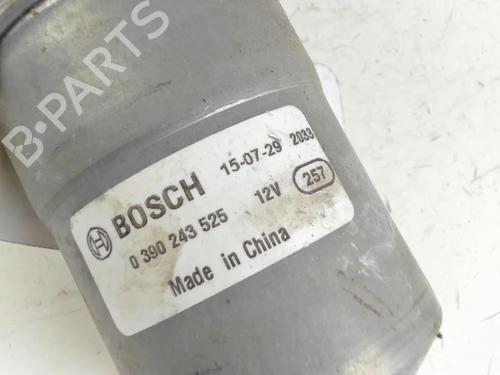 B-PARTS
BOSCH 15-07-29 2033
0 390 243 525 12V 257
Made in China